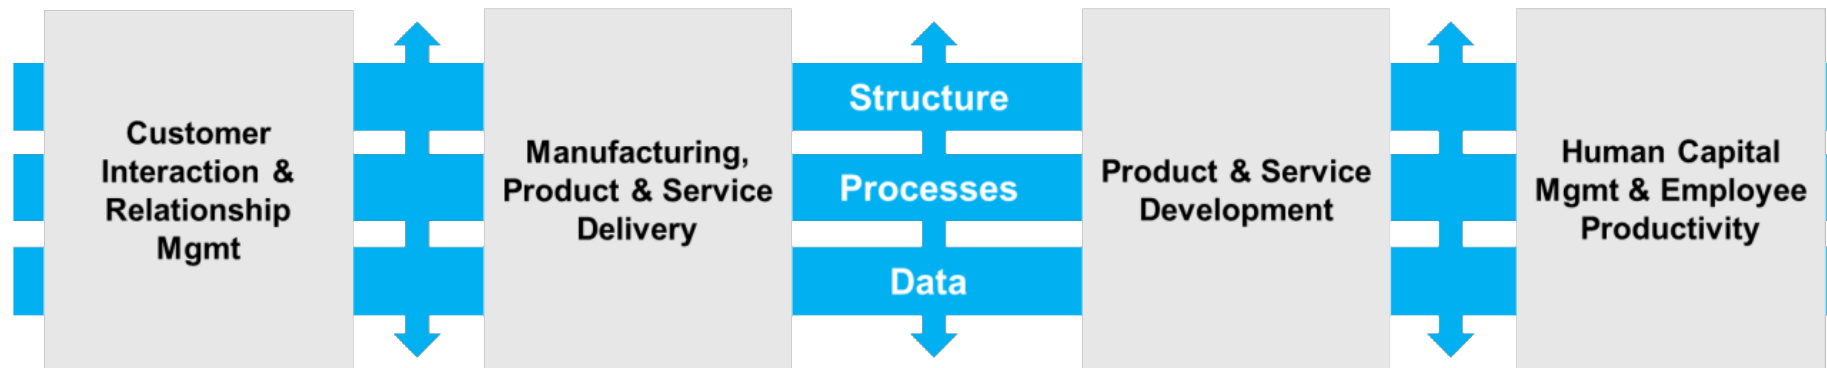 Customer
Interaction &
Relationship
Mgmt
Manufacturing,
Product & Service
Delivery
Structure
Processes
Data
Product & Service
Development
Human Capital
Mgmt & Employee
Productivity